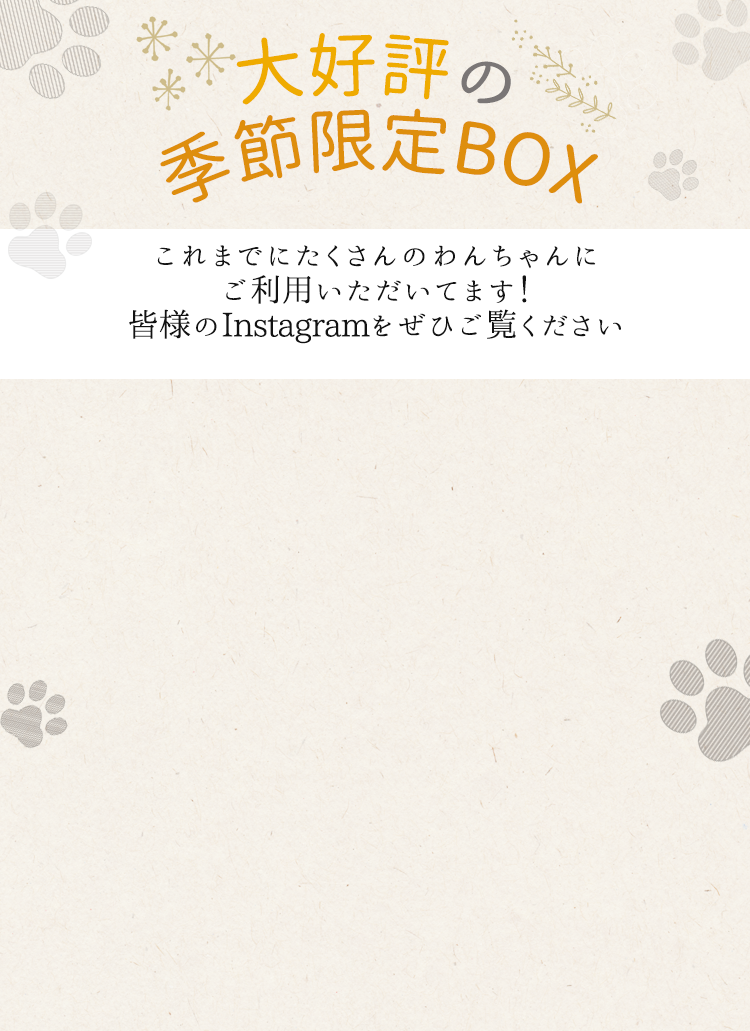 大好評の
季節限定BOX
これまでにたくさんのわんちゃんに
ご利用いただいてます!
皆様のInstagramをぜひご覧ください